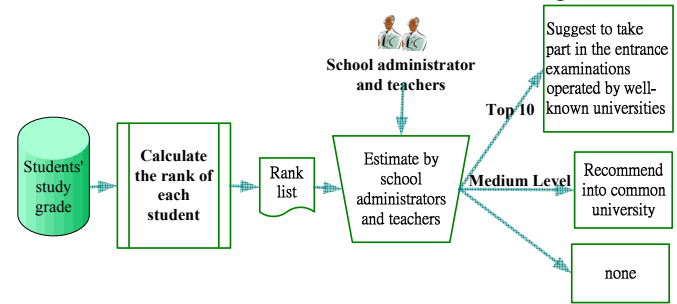 Students'
study
grade
Calculate
the rank of
each
student
Rank
list
School administrator
and teachers
Estimate by
school
administrators
and teachers
Top 10
Medium Level
Suggest to take
part in the entrance
examinations
operated by well-
known universities
Recommend
into common
university
none